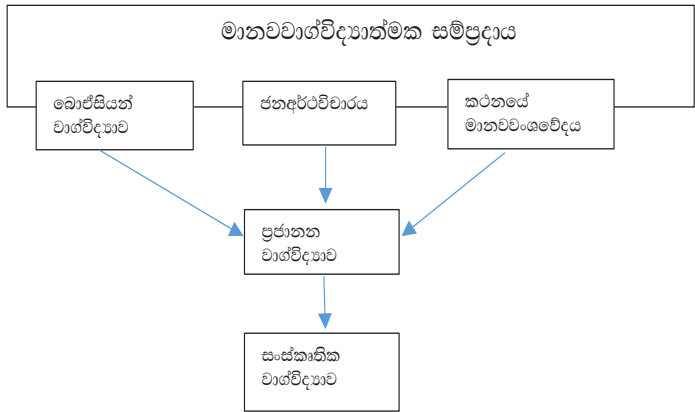 මානවවාග්විද්‍යාත්මක සම්ප්‍රදාය
බොඒසියන්
වාග්විද්‍යාව
ජනඅර්ථවිචාරය
කථනයේ
මානවවංශවේදය
ප්‍රජානන
වාග්විද්‍යාව
සංස්කෘතික
වාග්විද්‍යාව